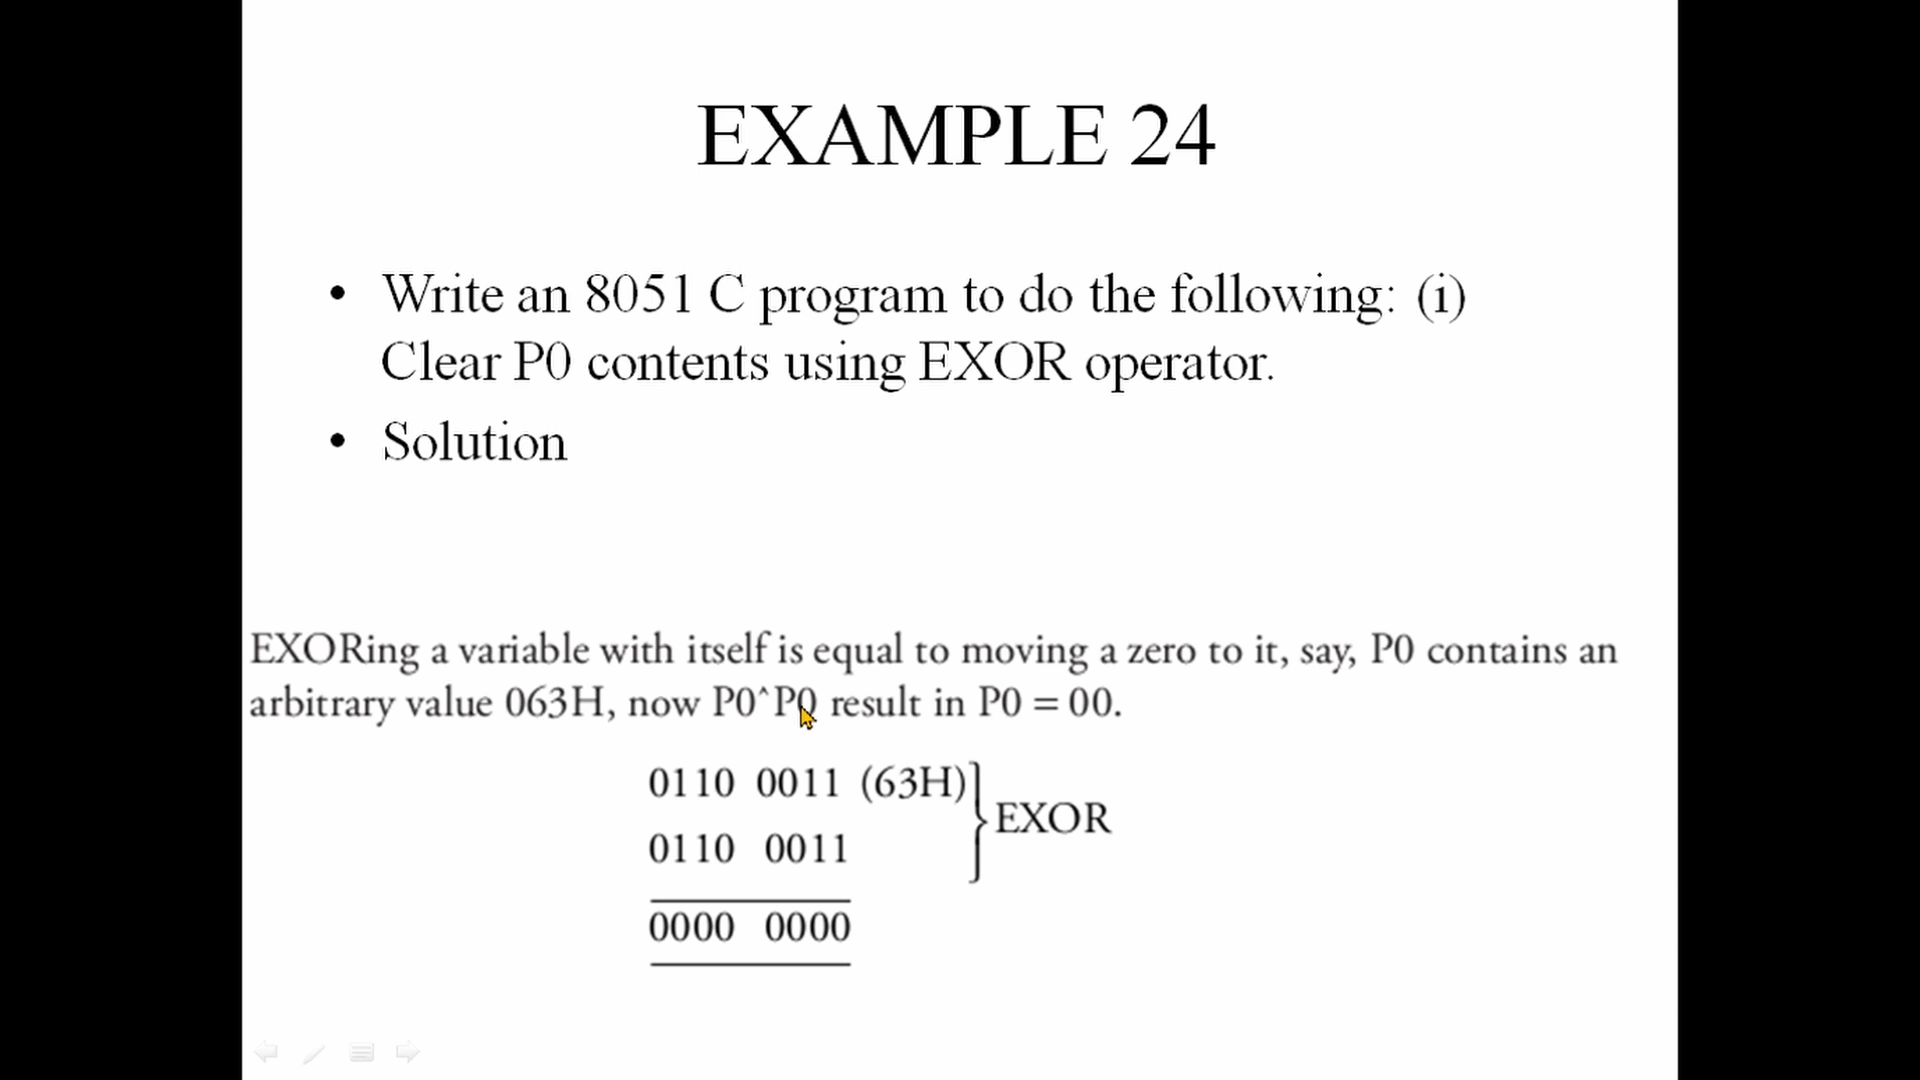 EXAMPLE 24
• Write an 8051 C program to do the following: (i)
Clear P0 contents using EXOR operator.
• Solution
EXORing a variable with itself is equal to moving a zero to it, say, P0 contains an
arbitrary value 063H, now P0^P0 result in P0 = 00.
0110 0011 (63H)
0110 0011
EXOR
0000 0000